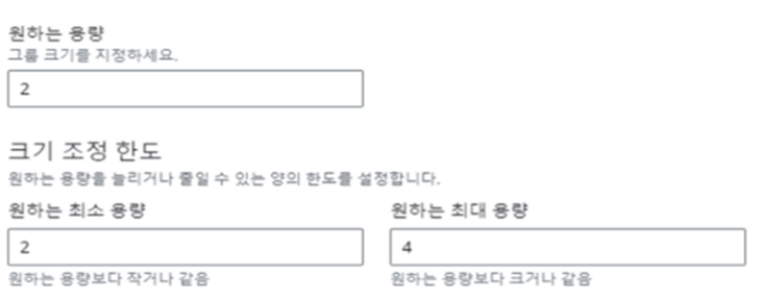 원하는 용량
그룹 크기를 지정하세요.
2
크기 조정 한도
원하는 용량을 늘리거나 줄일 수 있는 양의 한도를 설정합니다.
원하는 최소 용량
원하는 최대 용량
2
4
원하는 용량보다 작거나 같음
원하는 용량보다 크거나 같음